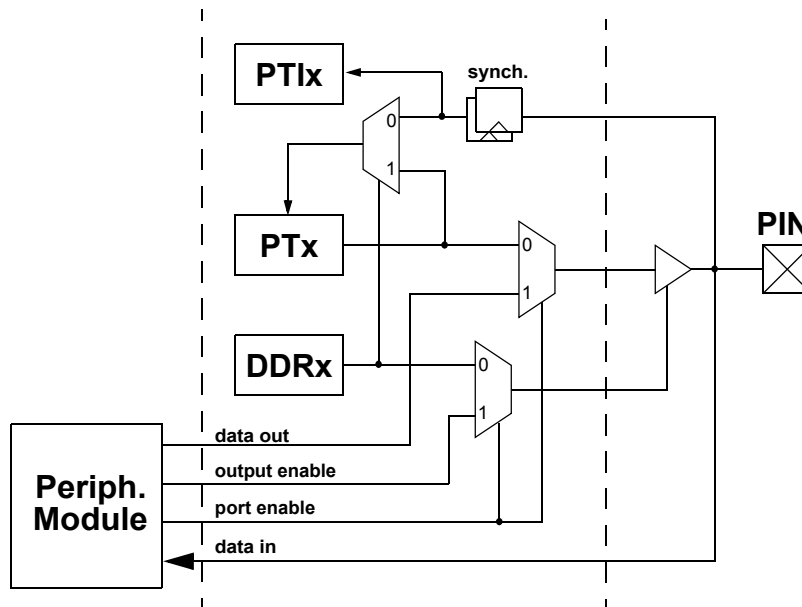 PTIx
synch.
0
1
PTx
PIN
0
1
DDRx
0
1
data out
output enable
Periph.
Module
port enable
data in